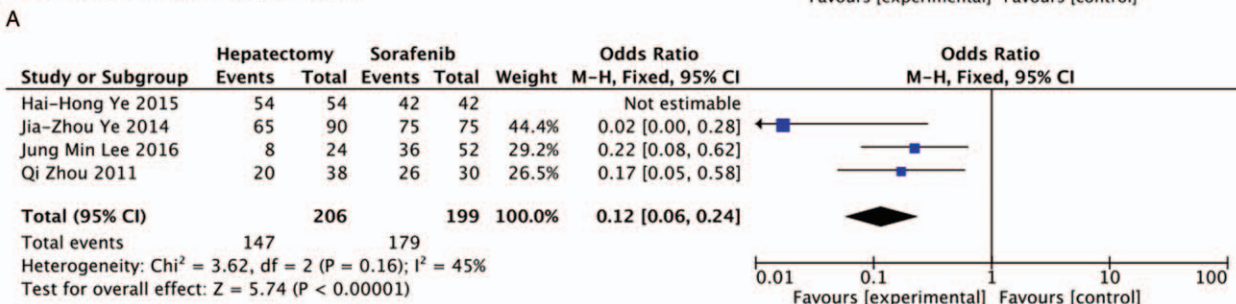 Favours [experimental] Favours [control]
A
Hepatectomy Sorafenib Odds Ratio Odds Ratio
Study or Subgroup Events Total Events Total Weight M-H, Fixed, 95% CI M-H, Fixed, 95% CI
Hai-Hong Ye 2015 54 54 42 42 Not estimable
Jia-Zhou Ye 2014 65 90 75 75 44.4% 0.02 [0.00, 0.28]
Jung Min Lee 2016 8 24 36 52 29.2% 0.22 [0.08, 0.62]
Qi Zhou 2011 20 38 26 30 26.5% 0.17 [0.05, 0.58]
Total (95% CI) 206 199 100.0% 0.12 [0.06, 0.24]
Total events 147 179
Heterogeneity: Chi² = 3.62, df = 2 (P = 0.16); I² = 45%
Test for overall effect: Z = 5.74 (P < 0.00001)
0.01 0.1 1 10 100
Favours [experimental] Favours [control]